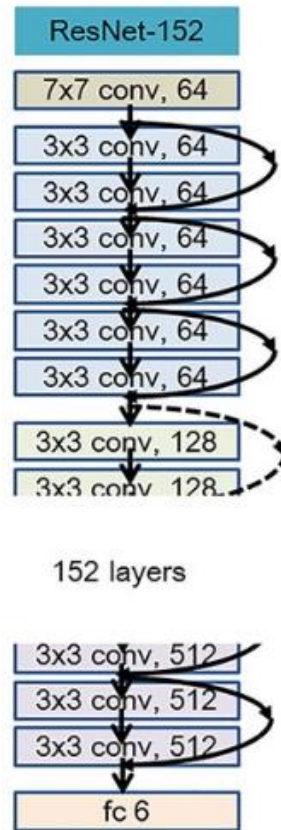 ResNet-152
7x7 conv, 64
3x3 conv, 64
3x3 conv, 64
3x3 conv, 64
3x3 conv, 64
3x3 conv, 64
3x3 conv, 64
3x3 conv, 128
3x3 conv, 128
152 layers
3x3 conv, 512
3x3 conv, 512
3x3 conv, 512
fc 6